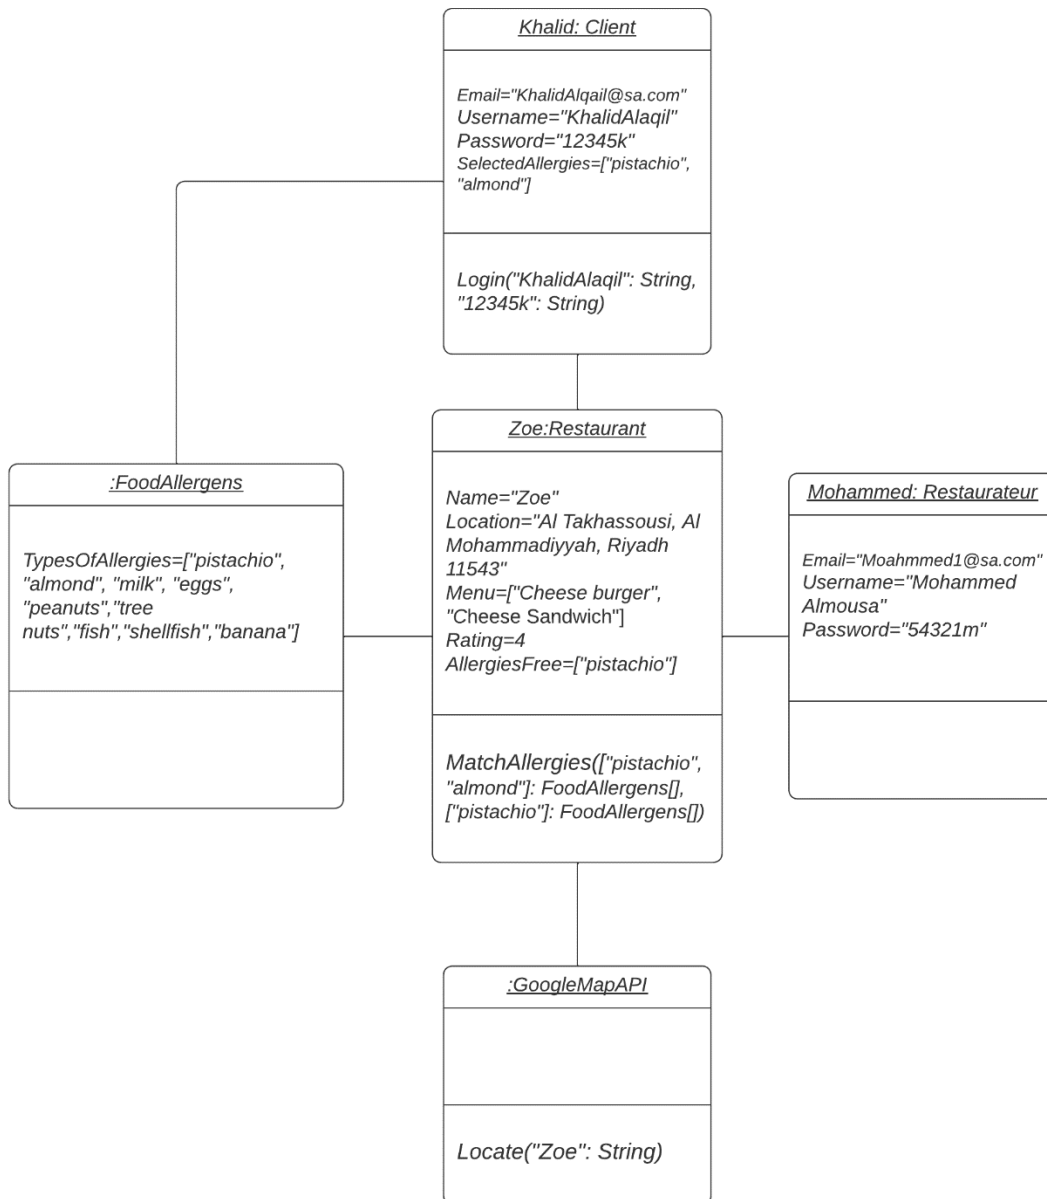 Khalid: Client
Email="KhalidAlqail@sa.com"
Username="KhalidAlaqil"
Password="12345k"
SelectedAllergies=["pistachio",
"almond"]
Login("KhalidAlaqil": String,
"12345k": String)
:FoodAllergens
TypesOfAllergies=["pistachio",
"almond", "milk", "eggs",
"peanuts","tree
nuts","fish","shellfish","banana"]
Zoe:Restaurant
Name="Zoe"
Location="Al Takhassousi, Al
Mohammadiyyah, Riyadh
11543"
Menu=["Cheese burger",
"Cheese Sandwich"]
Rating=4
AllergiesFree=["pistachio"]
MatchAllergies(["pistachio",
"almond"]: FoodAllergens[],
["pistachio"]: FoodAllergens[])
Mohammed: Restaurateur
Email="Moahmmed1@sa.com"
Username="Mohammed
Almousa"
Password="54321m"
:GoogleMapAPI
Locate("Zoe": String)